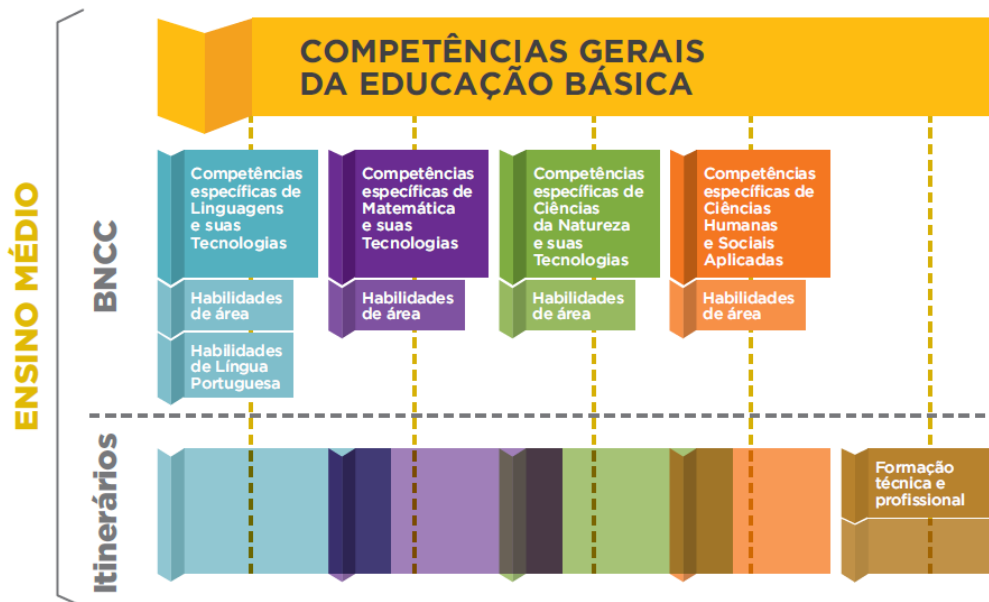 COMPETÊNCIAS GERAIS
DA EDUCAÇÃO BÁSICA
ENSINO MÉDIO
BNCC
Competências
específicas de
Linguagens
e suas
Tecnologias
Habilidades
de área
Habilidades
de Língua
Portuguesa
Competências
específicas de
Matemática
e suas
Tecnologias
Habilidades
de área
Competências
específicas de
Ciências
da Natureza
e suas
Tecnologias
Habilidades
de área
Competências
específicas de
Ciências
Humanas
e Sociais
Aplicadas
Habilidades
de área
Itinerários
Formação
técnica e
profissional